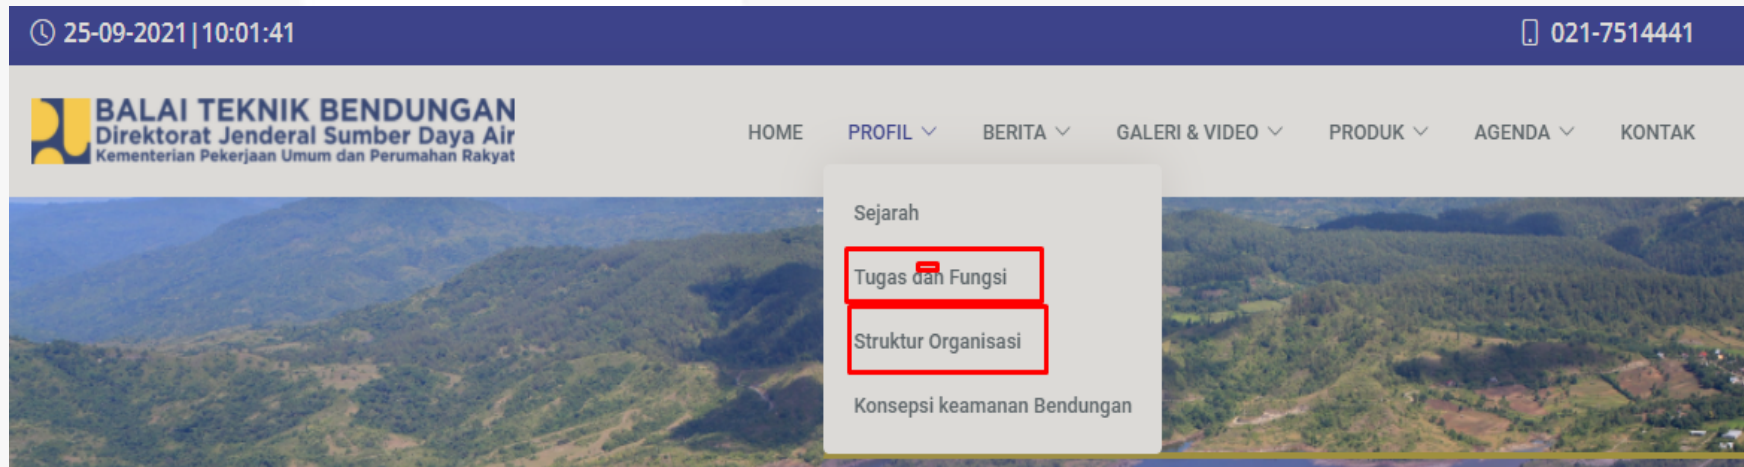 25-09-2021|10:01:41
021-7514441
BALAI TEKNIK BENDUNGAN
Direktorat Jenderal Sumber Daya Air
Kementerian Pekerjaan Umum dan Perumahan Rakyat
HOME PROFIL BERITA GALERI & VIDEO PRODUK AGENDA KONTAK
Sejarah
Tugas dan Fungsi
Struktur Organisasi
Konsepsi keamanan Bendungan